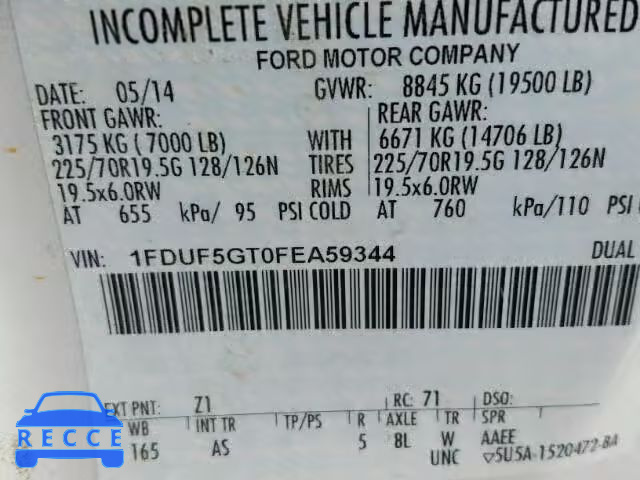 INCOMPLETE VEHICLE MANUFACTURED
FORD MOTOR COMPANY
DATE: 05/14 GVWR: 8845 KG (19500 LB)
FRONT GAWR: REAR GAWR:
3175 KG ( 7000 LB) WITH 6671 KG (14706 LB)
225/70R19.5G 128/126N TIRES 225/70R19.5G 128/126N
19.5x6.0RW RIMS 19.5x6.0RW
AT 655 kPa/ 95 PSI COLD AT 760 kPa/110 PSI
VIN: 1FDUF5GT0FEA59344 DUAL
EXT PNT: Z1 RC: 71 DSO:
WB INT TR TP/PS R AXLE TR SPR
165 AS 5 8L W AAEE
UNC ▽5U5A-1520472-BA
RECCE